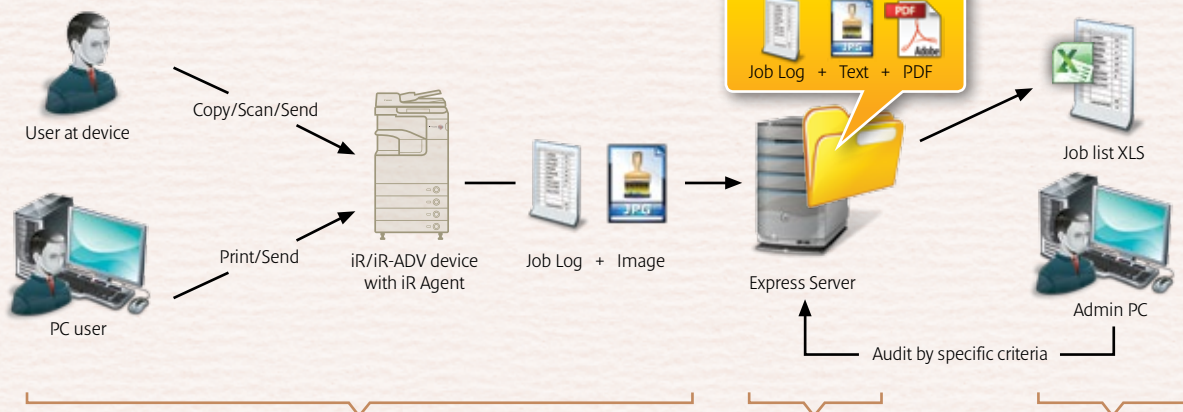 PDF
JPG
Adobe
Job Log + Text + PDF
User at device
Copy/Scan/Send
Job list XLS
JPG
Print/Send
iR/iR-ADV device
with iR Agent
Job Log + Image
Express Server
PC user
Admin PC
Audit by specific criteria